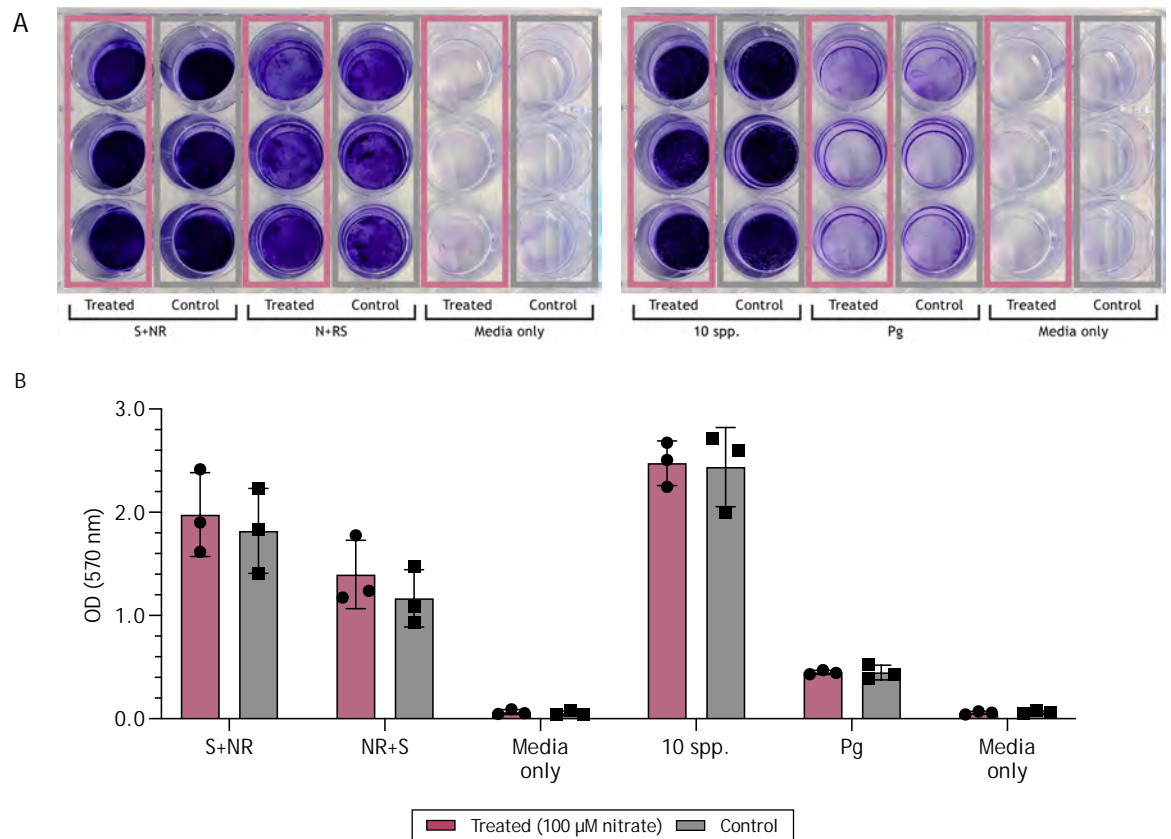 A
Treated Control Treated Control Treated Control Treated Control Treated Control Treated Control
S+NR N+RS Media only 10 spp. Pg Media only
B
3.0
2.0
1.0
0.0
OD (570 nm)
S+NR NR+S Media only 10 spp. Pg Media only
Treated (100 µM nitrate) Control